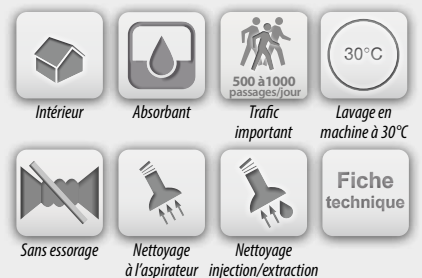 500 à 1000
passages/jour
30°C
Intérieur
Absorbant
Trafic
important
Lavage en
machine à 30°C
Fiche
technique
Sans essorage
Nettoyage
à l'aspirateur
Nettoyage
injection/extraction